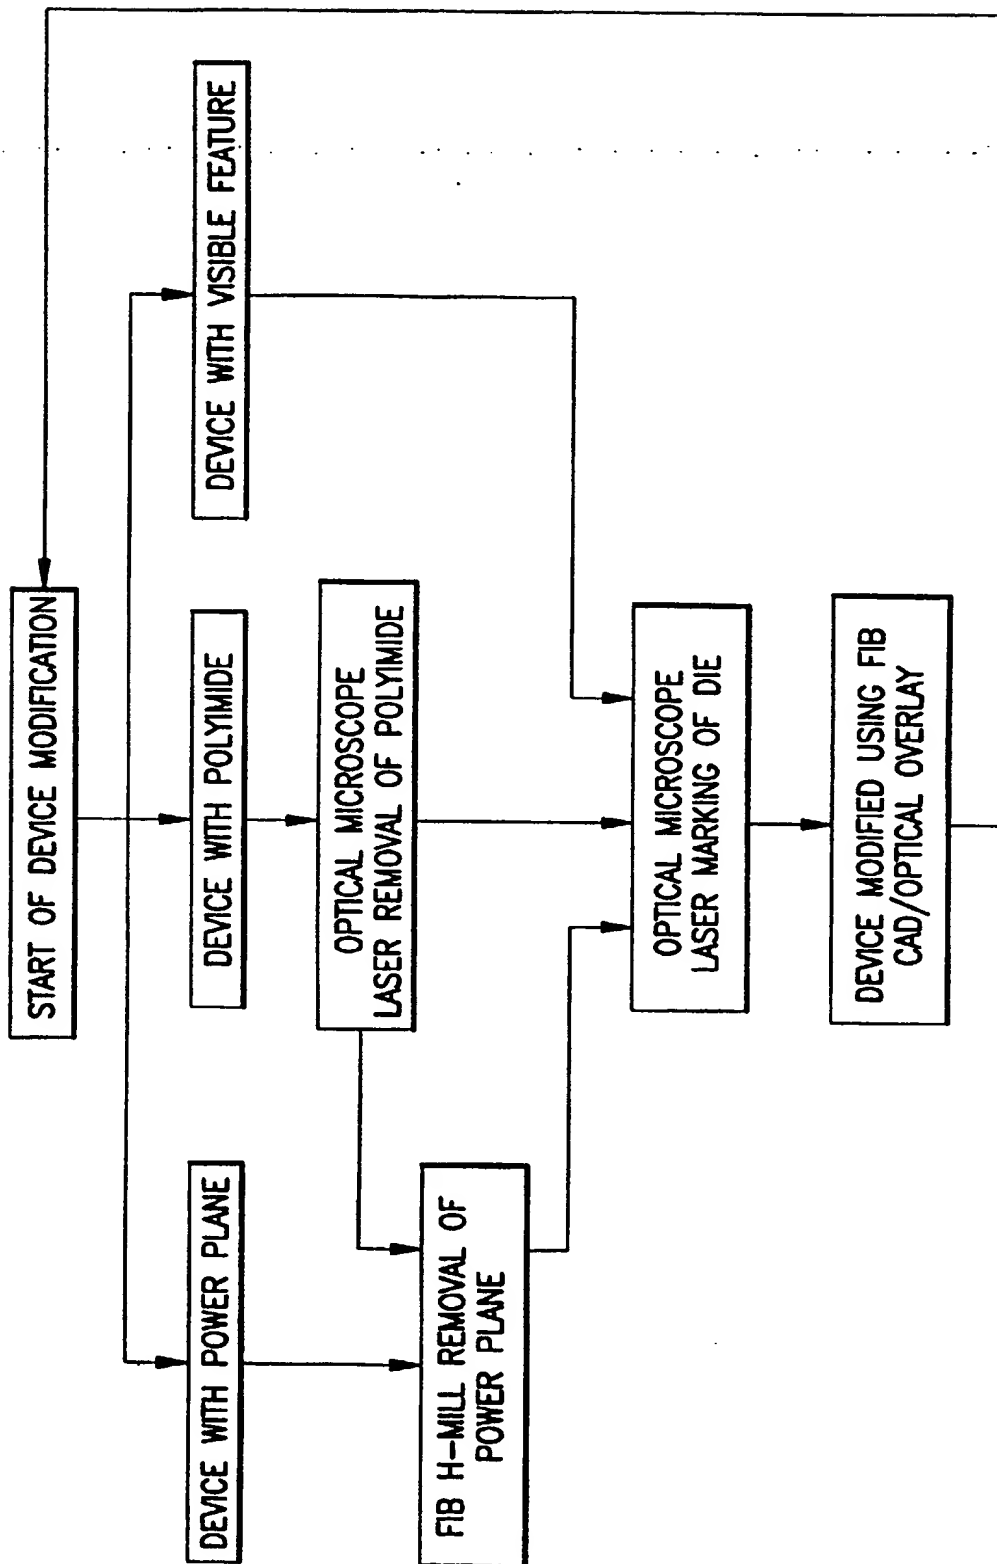 START OF DEVICE MODIFICATION
DEVICE WITH POWER PLANE
DEVICE WITH POLYIMIDE
DEVICE WITH VISIBLE FEATURE
OPTICAL MICROSCOPE
LASER REMOVAL OF POLYIMIDE
FIB H-MILL REMOVAL OF
POWER PLANE
OPTICAL MICROSCOPE
LASER MARKING OF DIE
DEVICE MODIFIED USING FIB
CAD/OPTICAL OVERLAY